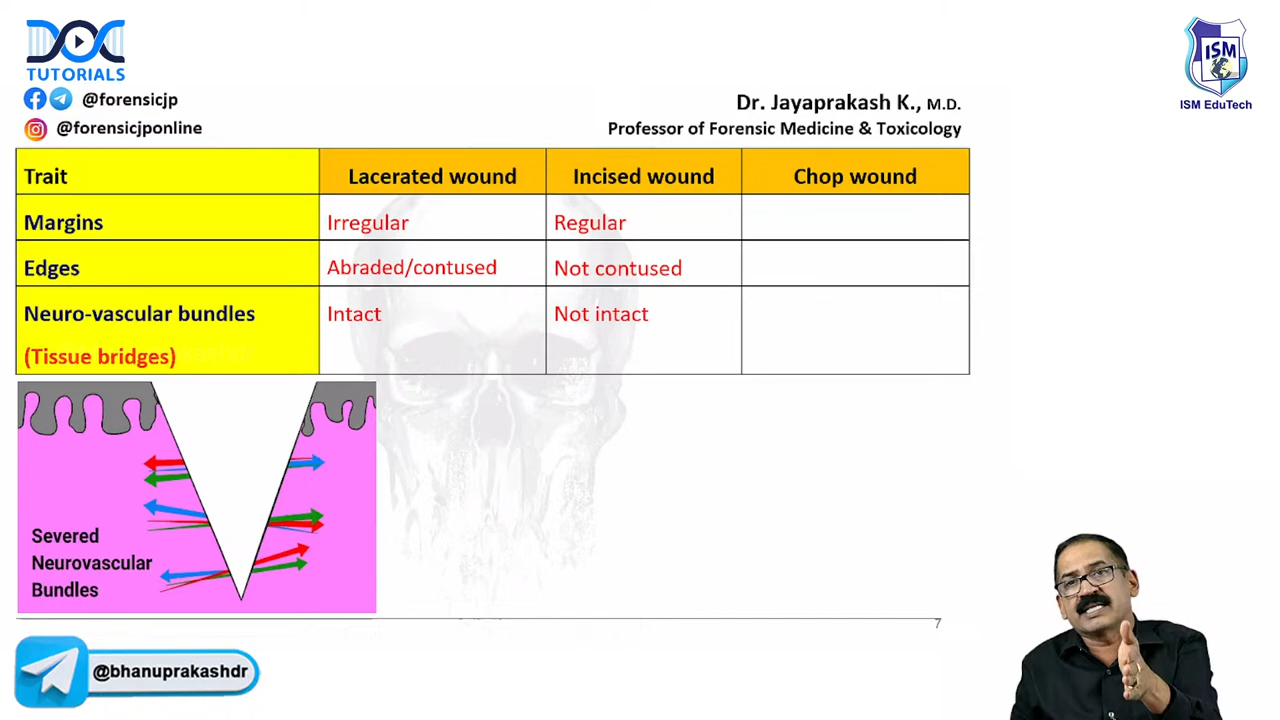 TUTORIALS
@forensicjp
@forensicjponline
ISM
ISM EduTech
Dr. Jayaprakash K., M.D.
Professor of Forensic Medicine & Toxicology
Trait Lacerated wound Incised wound Chop wound
Margins Irregular Regular
Edges Abraded/contused Not contused
Neuro-vascular bundles Intact Not intact
(Tissue bridges)
Severed
Neurovascular
Bundles
7
@bhanuprakashdr